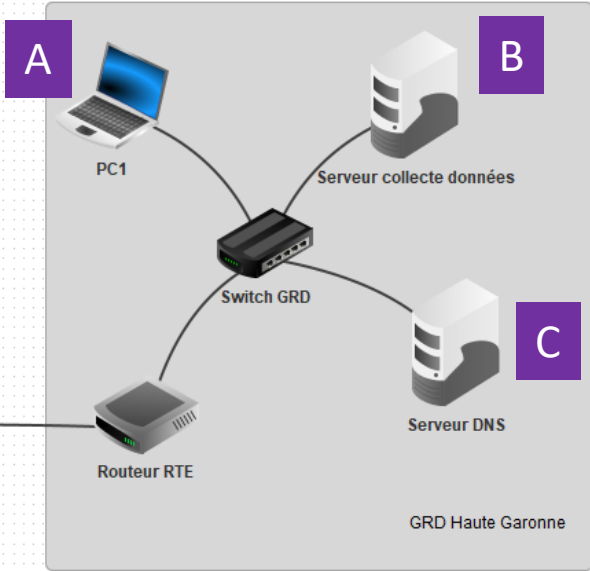 A
B
PC1
Serveur collecte données
Switch GRD
C
Serveur DNS
Routeur RTE
GRD Haute Garonne